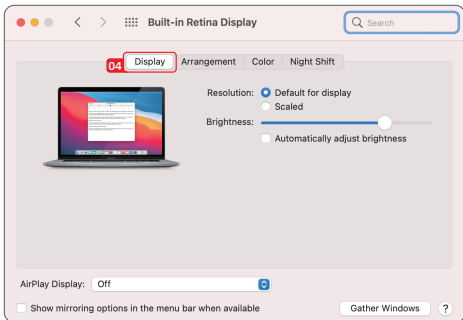 Built-in Retina Display
Search
04
Display Arrangement Color Night Shift
Resolution: Default for display
Scaled
Brightness:
Automatically adjust brightness
AirPlay Display: Off
Show mirroring options in the menu bar when available
Gather Windows ?